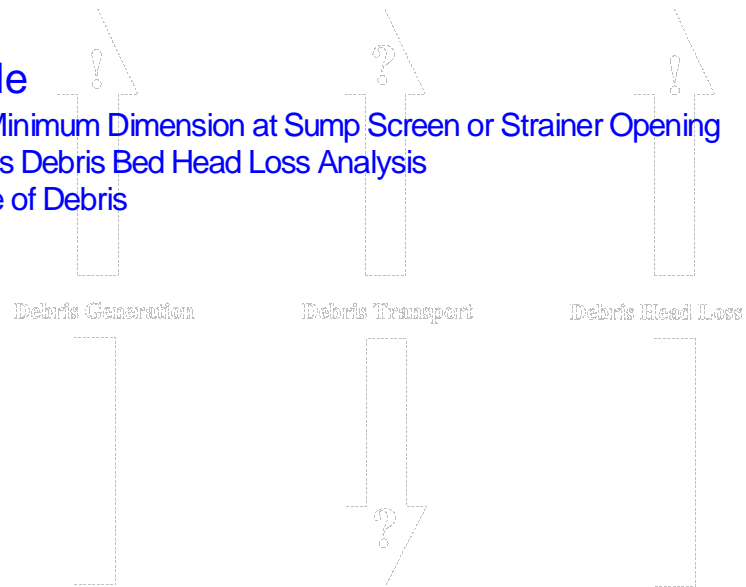 ! ? !
le
Minimum Dimension at Sump Screen or Strainer Opening
s Debris Bed Head Loss Analysis
e of Debris
Debris Generation Debris Transport Debris Head Loss
?